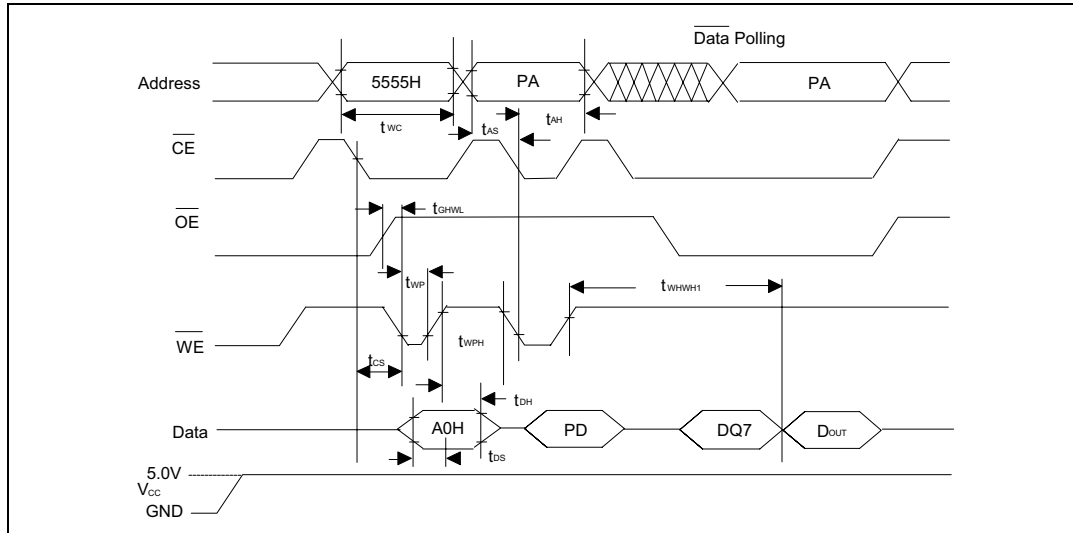 Data Polling
Address
5555H
PA
PA
tWC
tAS
tAH
CE
tGHWL
OE
tWP
tWHWH1
WE
tWPH
tCS
tDH
Data
A0H
PD
DQ7
DOUT
tDS
5.0V
VCC
GND